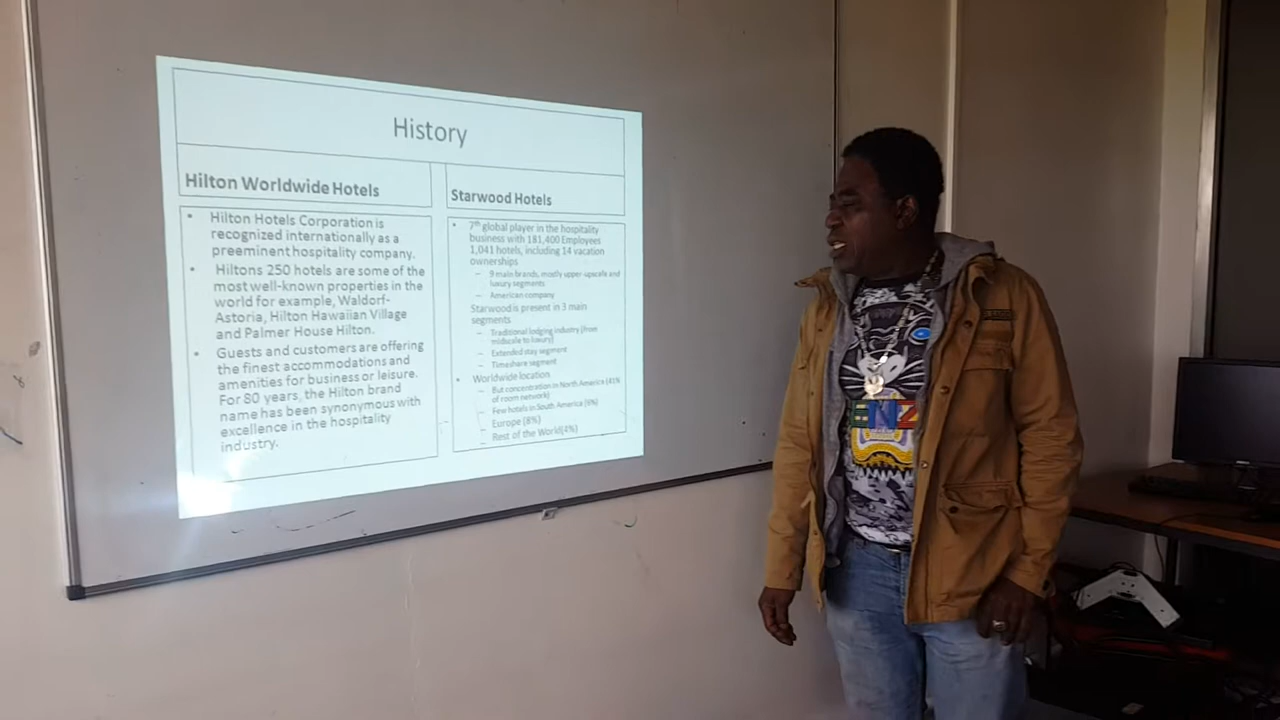 History
Hilton Worldwide Hotels
• Hilton Hotels Corporation is
recognized internationally as a
preeminent hospitality company.
• Hiltons 250 hotels are some of the
most well-known properties in the
world for example, Waldorf-
Astoria, Hilton Hawaiian Village
and Palmer House Hilton.
• Guests and customers are offering
the finest accommodations and
amenities for business or leisure.
For 80 years, the Hilton brand
name has been synonymous with
excellence in the hospitality
industry.
Starwood Hotels
• 7th global player in the hospitality
business with 181,400 Employees
1,041 hotels, including 14 vacation
ownerships
– 9 main brands, mostly upper-upscale and
luxury segments
– American company
Starwood is present in 3 main
segments
– Traditional lodging industry (from
midscale to luxury)
– Extended stay segment
– Timeshare segment
• Worldwide location
– But concentration in North America (41%
of room network)
– Few hotels in South America (6%)
– Europe (8%)
– Rest of the World(4%)